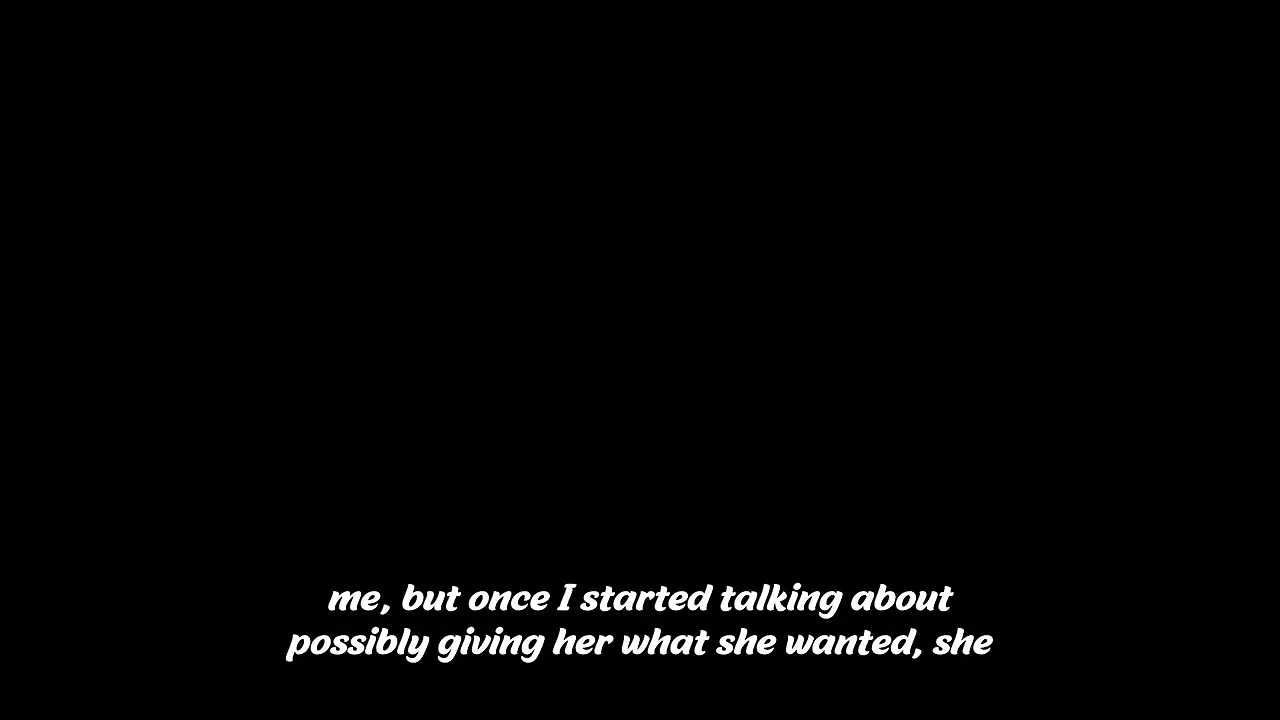 me, but once I started talking about
possibly giving her what she wanted, she